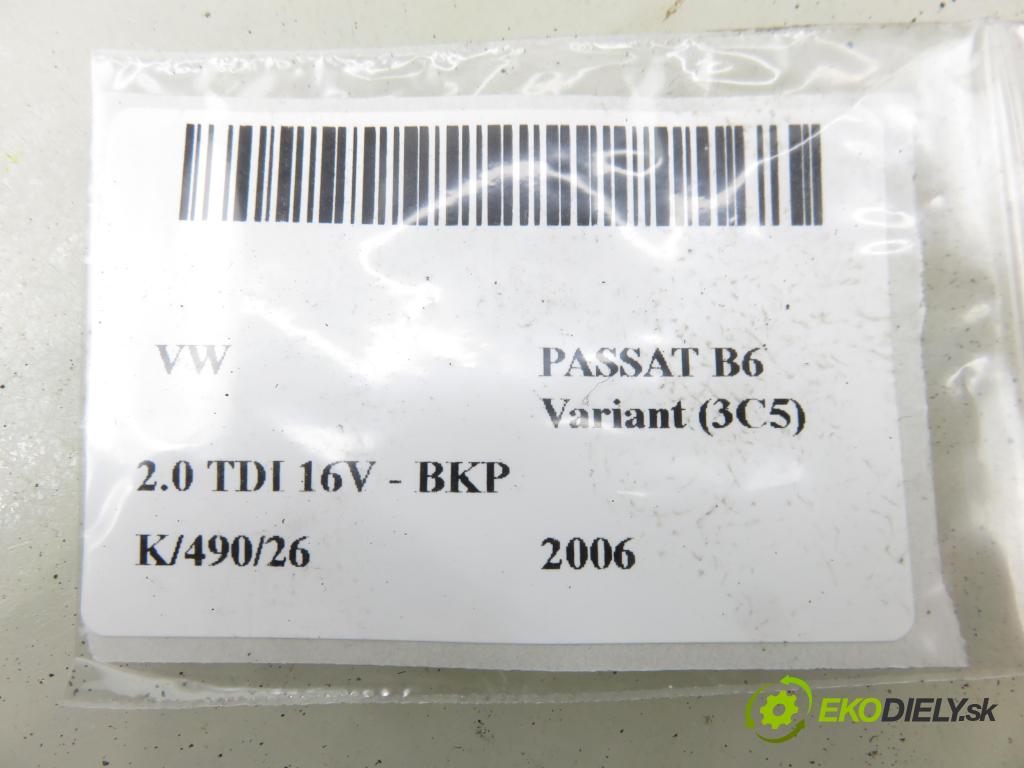 VW PASSAT B6
Variant (3C5)
2.0 TDI 16V - BKP
K/490/26 2006
EKODIELY.sk